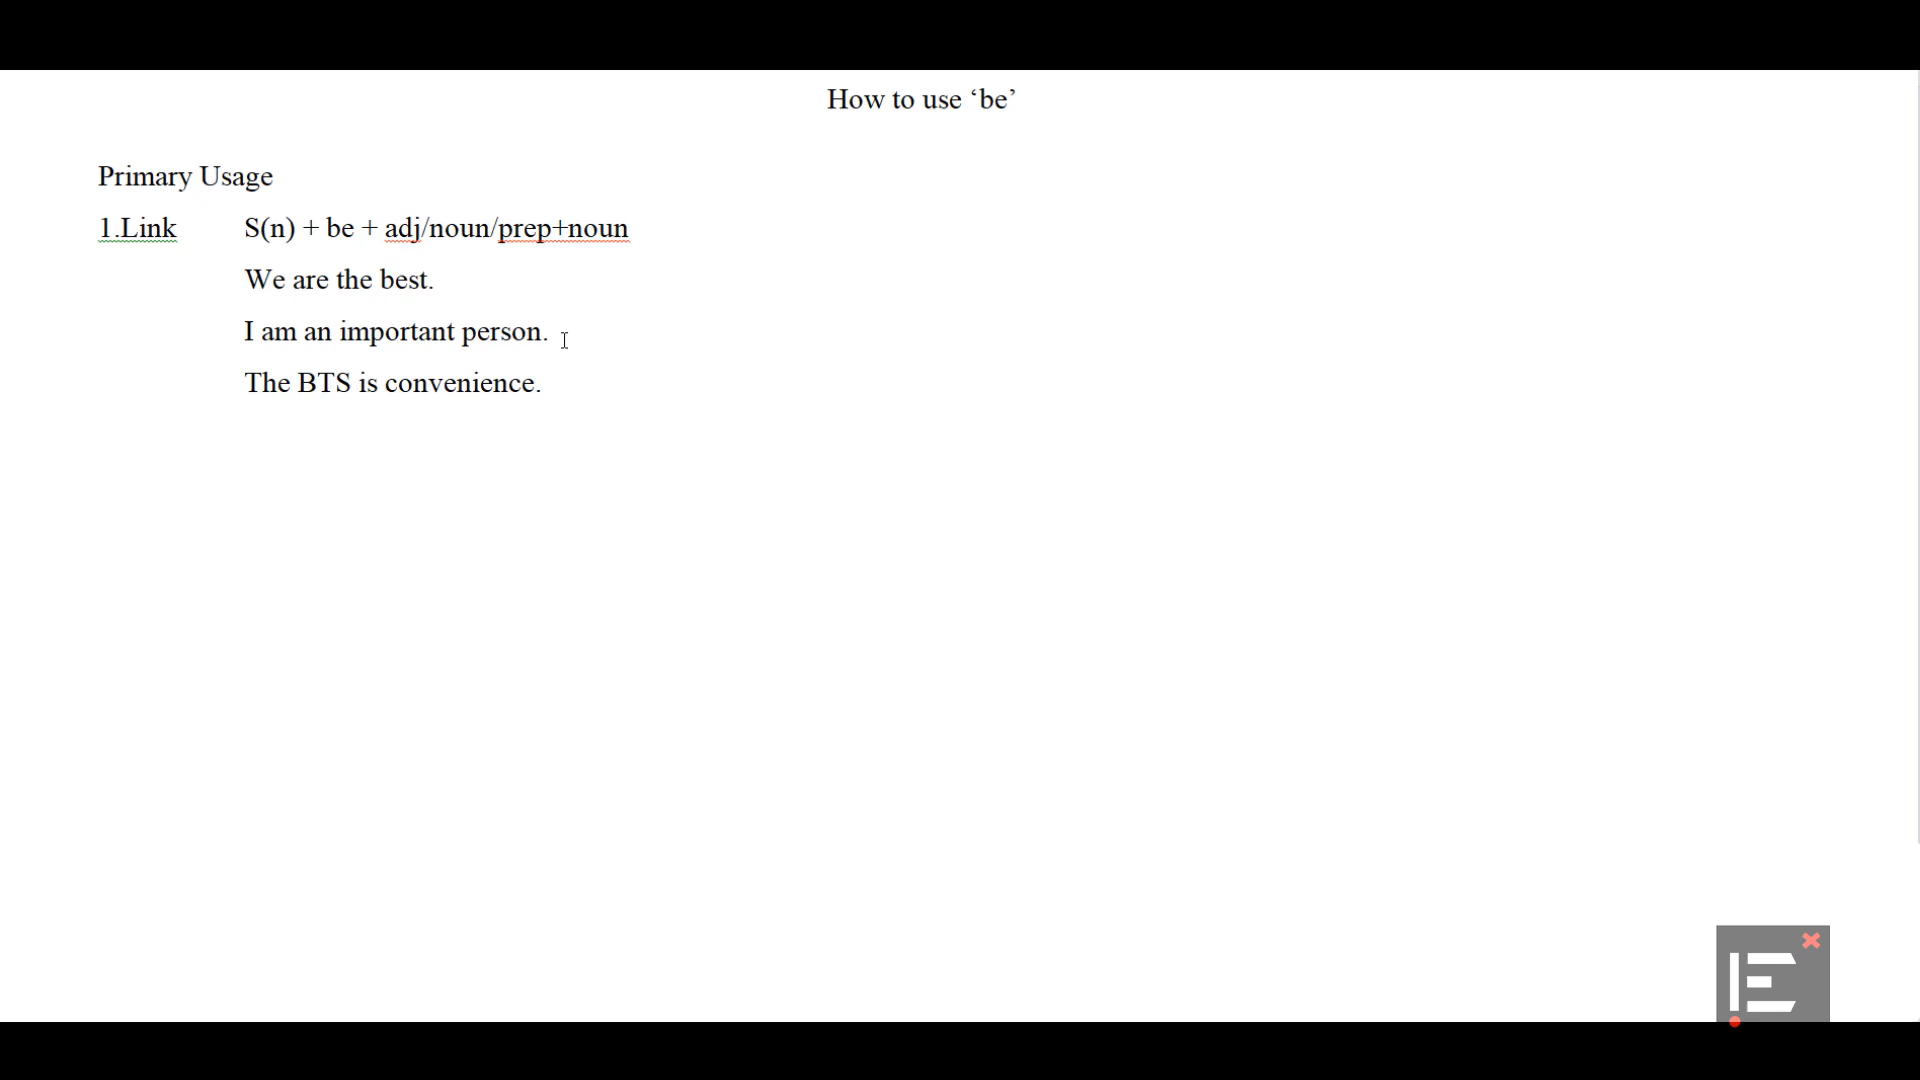 How to use ‘be’
Primary Usage
1.Link S(n) + be + adj/noun/prep+noun
We are the best.
I am an important person.
The BTS is convenience.